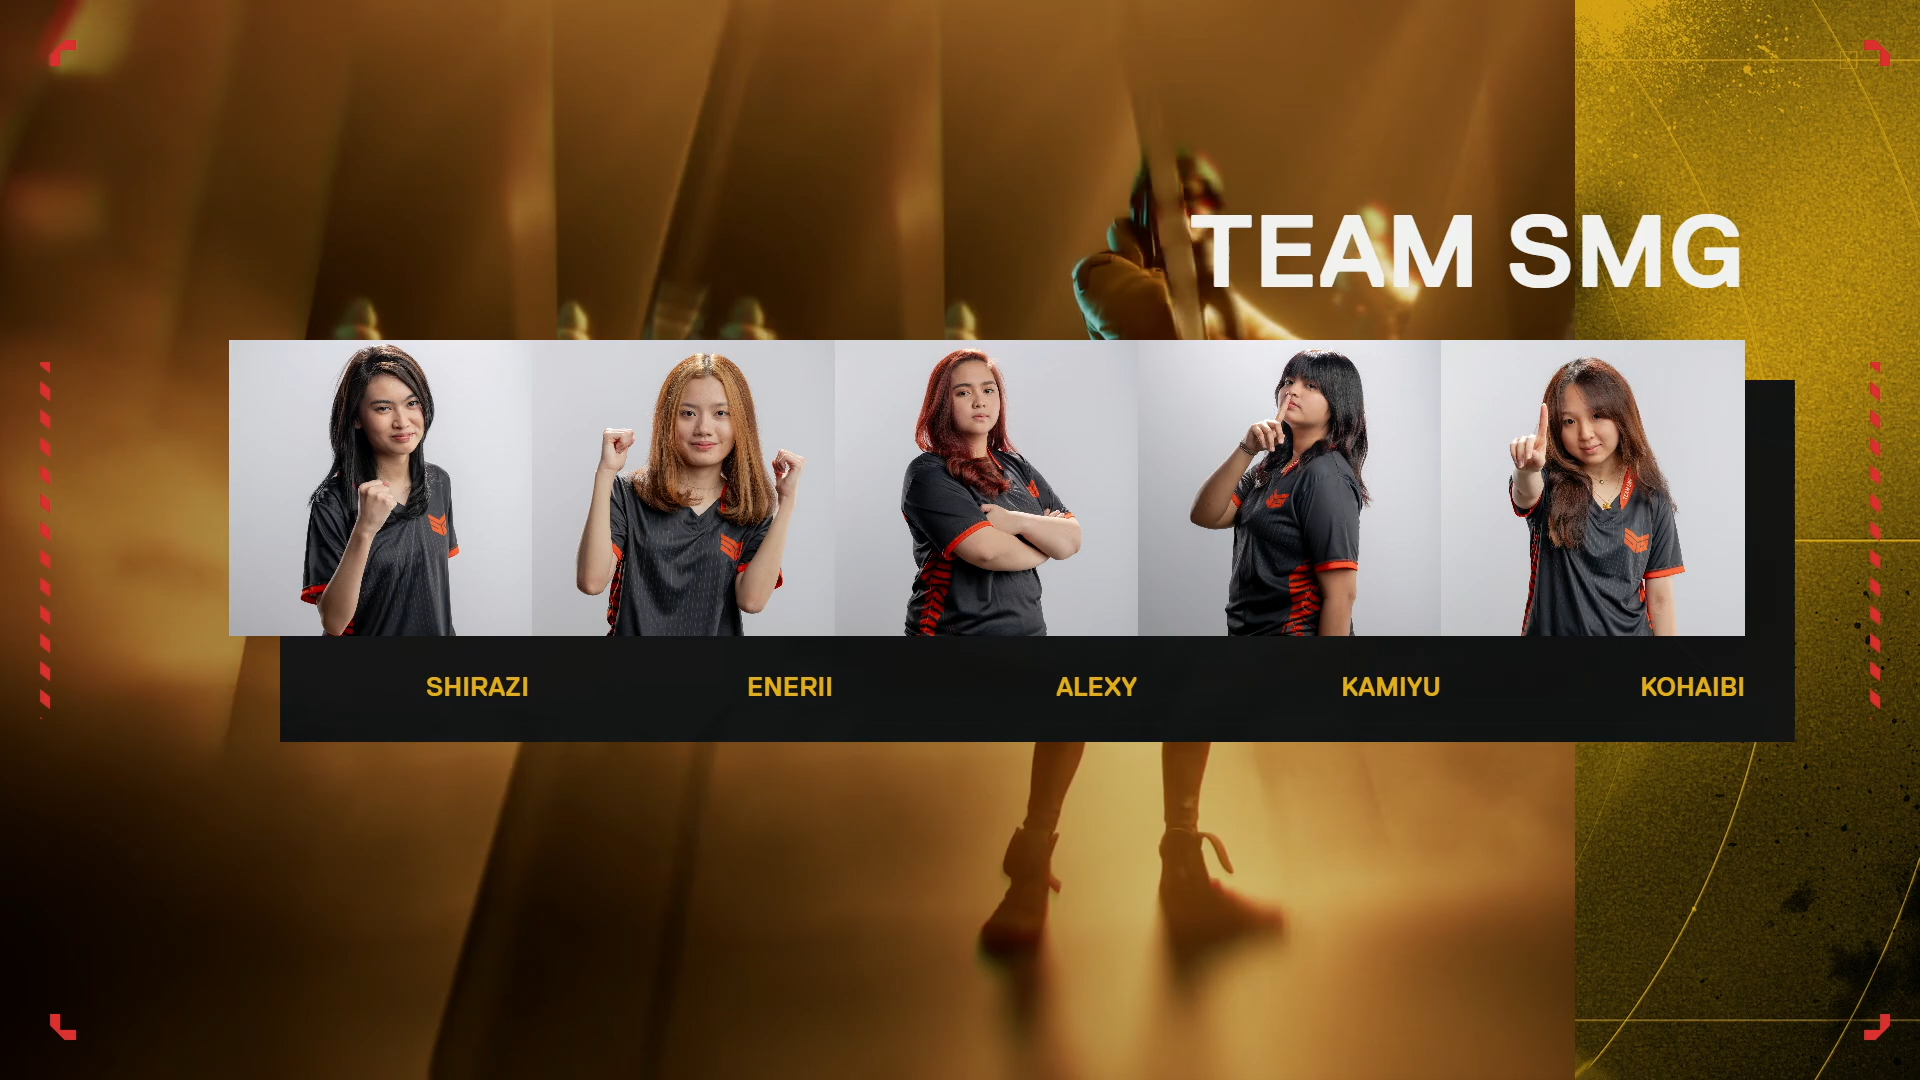 TEAM SMG
SHIRAZI
ENERII
ALEXY
KAMIYU
KOHAIBI